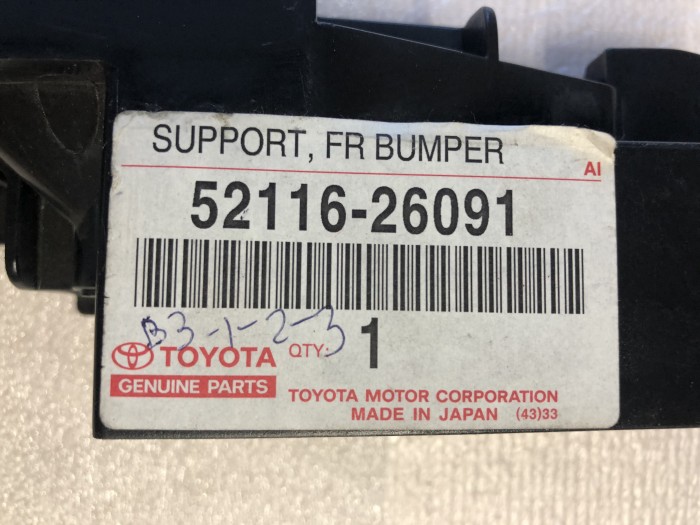 SUPPORT, FR BUMPER
AI
52116-26091
B3-1-2-3
TOYOTA QTY: 1
GENUINE PARTS
TOYOTA MOTOR CORPORATION
MADE IN JAPAN (43)33